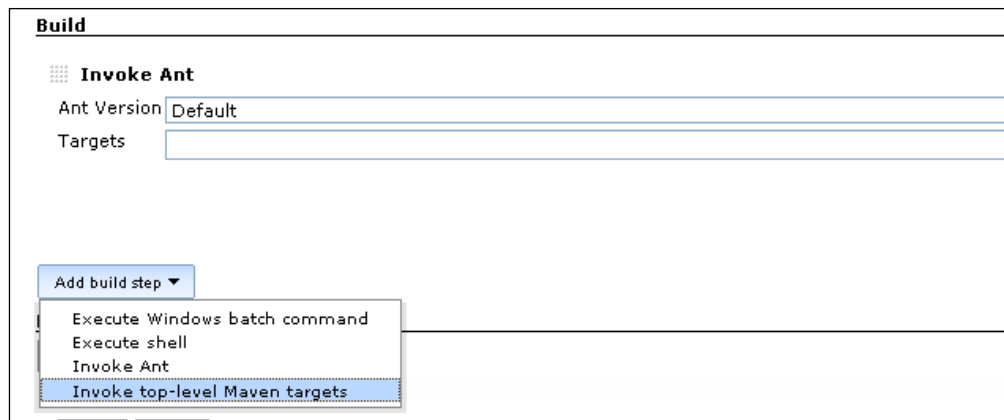 Build
Invoke Ant
Ant Version Default
Targets
Add build step
Execute Windows batch command
Execute shell
Invoke Ant
Invoke top-level Maven targets